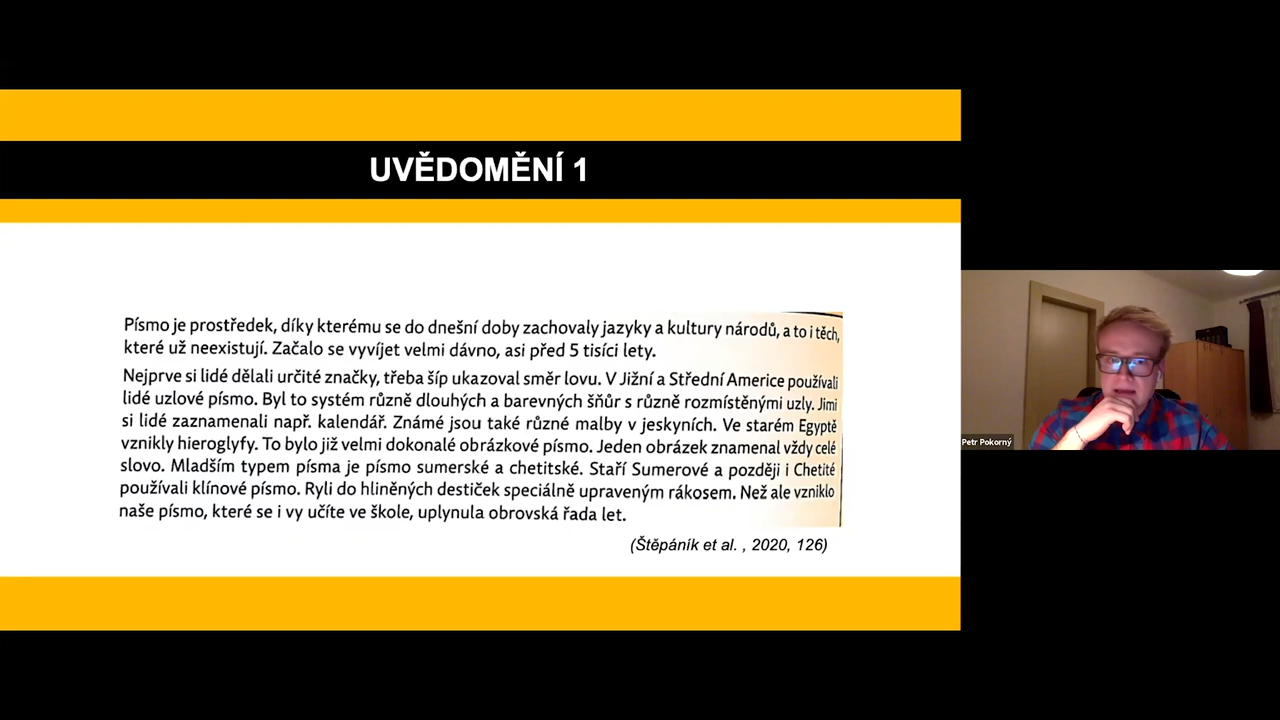 UVĚDOMĚNÍ 1
Písmo je prostředek, díky kterému se do dnešní doby zachovaly jazyky a kultury národů, a to i těch,
které už neexistují. Začalo se vyvíjet velmi dávno, asi před 5 tisíci lety.
Nejprve si lidé dělali určité značky, třeba šíp ukazoval směr lovu. V Jižní a Střední Americe používali
lidé uzlové písmo. Byl to systém různě dlouhých a barevných šňůr s různě rozmístěnými uzly. Jimi
si lidé zaznamenali např. kalendář. Známé jsou také různé malby v jeskyních. Ve starém Egyptě
vznikly hieroglyfy. To bylo již velmi dokonalé obrázkové písmo. Jeden obrázek znamenal vždy celé
slovo. Mladším typem písma je písmo sumerské a chetitské. Staří Sumerové a později i Chetité
používali klínové písmo. Ryli do hliněných destiček speciálně upraveným rákosem. Než ale vzniklo
naše písmo, které se i vy učíte ve škole, uplynula obrovská řada let.
(Štěpáník et al. , 2020, 126)
Petr Pokorný